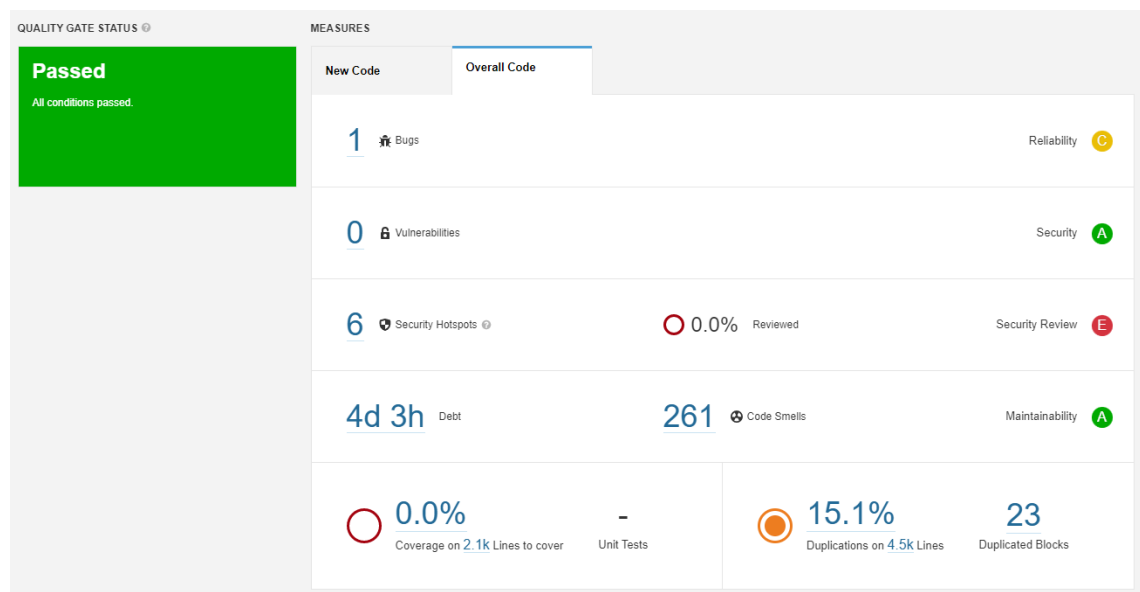 QUALITY GATE STATUS ?
MEASURES
Passed
All conditions passed.
New Code
Overall Code
1 Bugs
Reliability C
0 Vulnerabilities
Security A
6 Security Hotspots ?
0.0% Reviewed
Security Review E
4d 3h Debt
261 Code Smells
Maintainability A
0.0%
Coverage on 2.1k Lines to cover
-
Unit Tests
15.1%
Duplications on 4.5k Lines
23
Duplicated Blocks